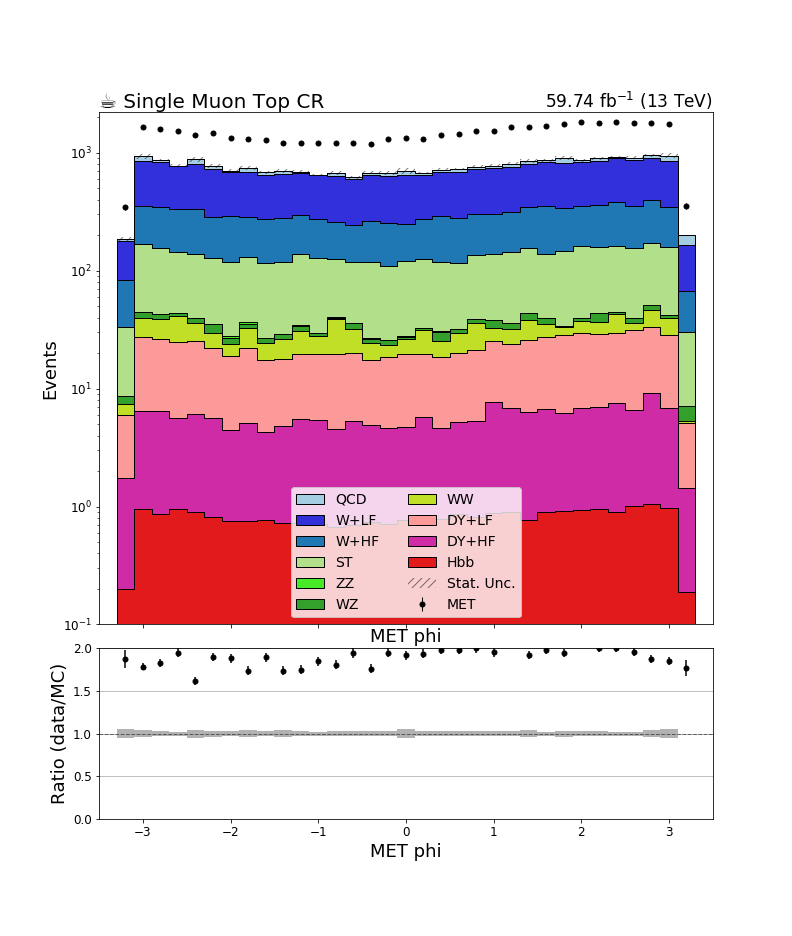 ☕ Single Muon Top CR 59.74 fb⁻¹ (13 TeV)
Events
10³
10²
10¹
10⁰
10⁻¹
QCD WW
W+LF DY+LF
W+HF DY+HF
ST Hbb
ZZ Stat. Unc.
WZ MET
MET phi
Ratio (data/MC)
2.0
1.5
1.0
0.5
0.0
−3 −2 −1 0 1 2 3
MET phi